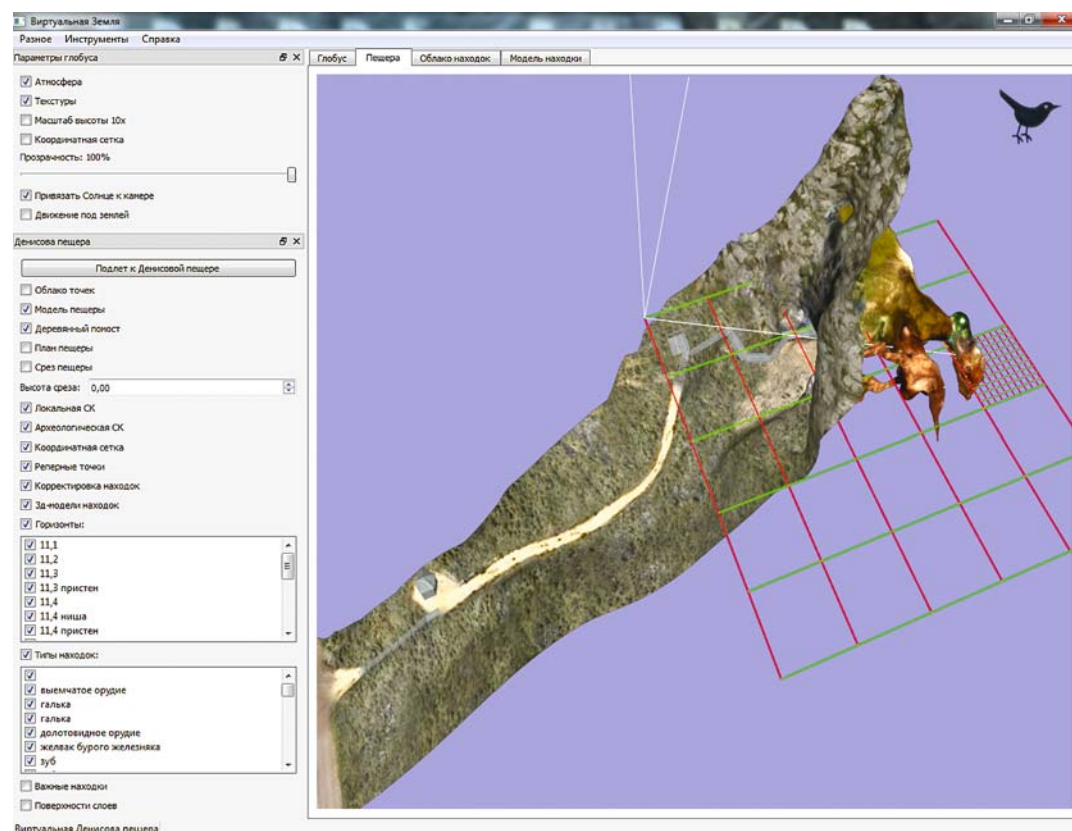 Виртуальная Земля
Разное Инструменты Справка
Параметры глобуса
Глобус Пещера Облако находок Модель находки
Атмосфера
Текстуры
Масштаб высоты 10x
Координатная сетка
Прозрачность: 100%
Привязать Солнце к камере
Движение под землей
Денисова пещера
Подлет к Денисовой пещере
Облако точек
Модель пещеры
Деревянный помост
План пещеры
Срез пещеры
Высота среза: 0,00
Локальная СК
Археологическая СК
Координатная сетка
Реперные точки
Корректировка находок
3д-модели находок
Горизонты:
11,1
11,2
11,3
11,3 пристен
11,4
11,4 ниша
11,4 пристен
Типы находок:
выемчатое орудие
галька
галька
долотовидное орудие
желвак бурого железняка
зуб
Важные находки
Поверхности слоев
Виртуальная Денисова пещера